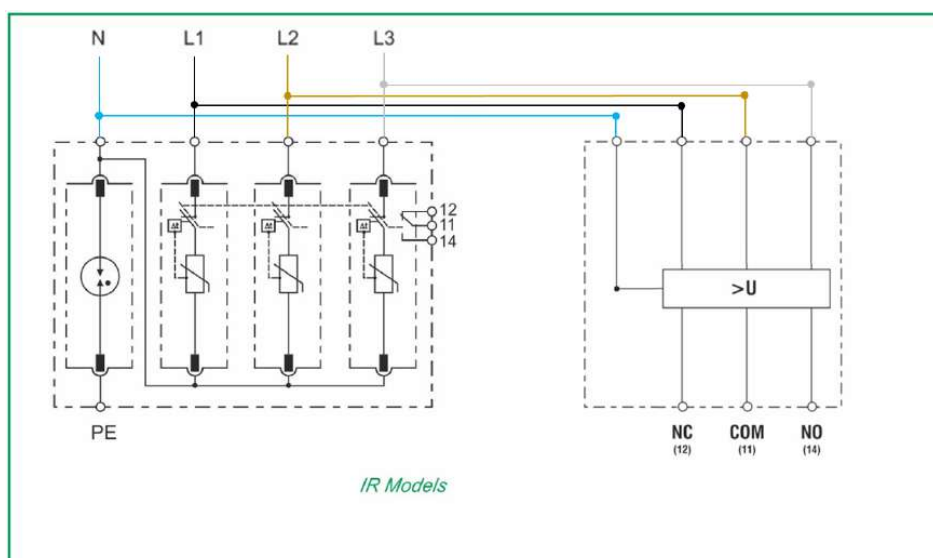 N L1 L2 L3
12
11
14
>U
PE
NC COM NO
(12) (11) (14)
IR Models